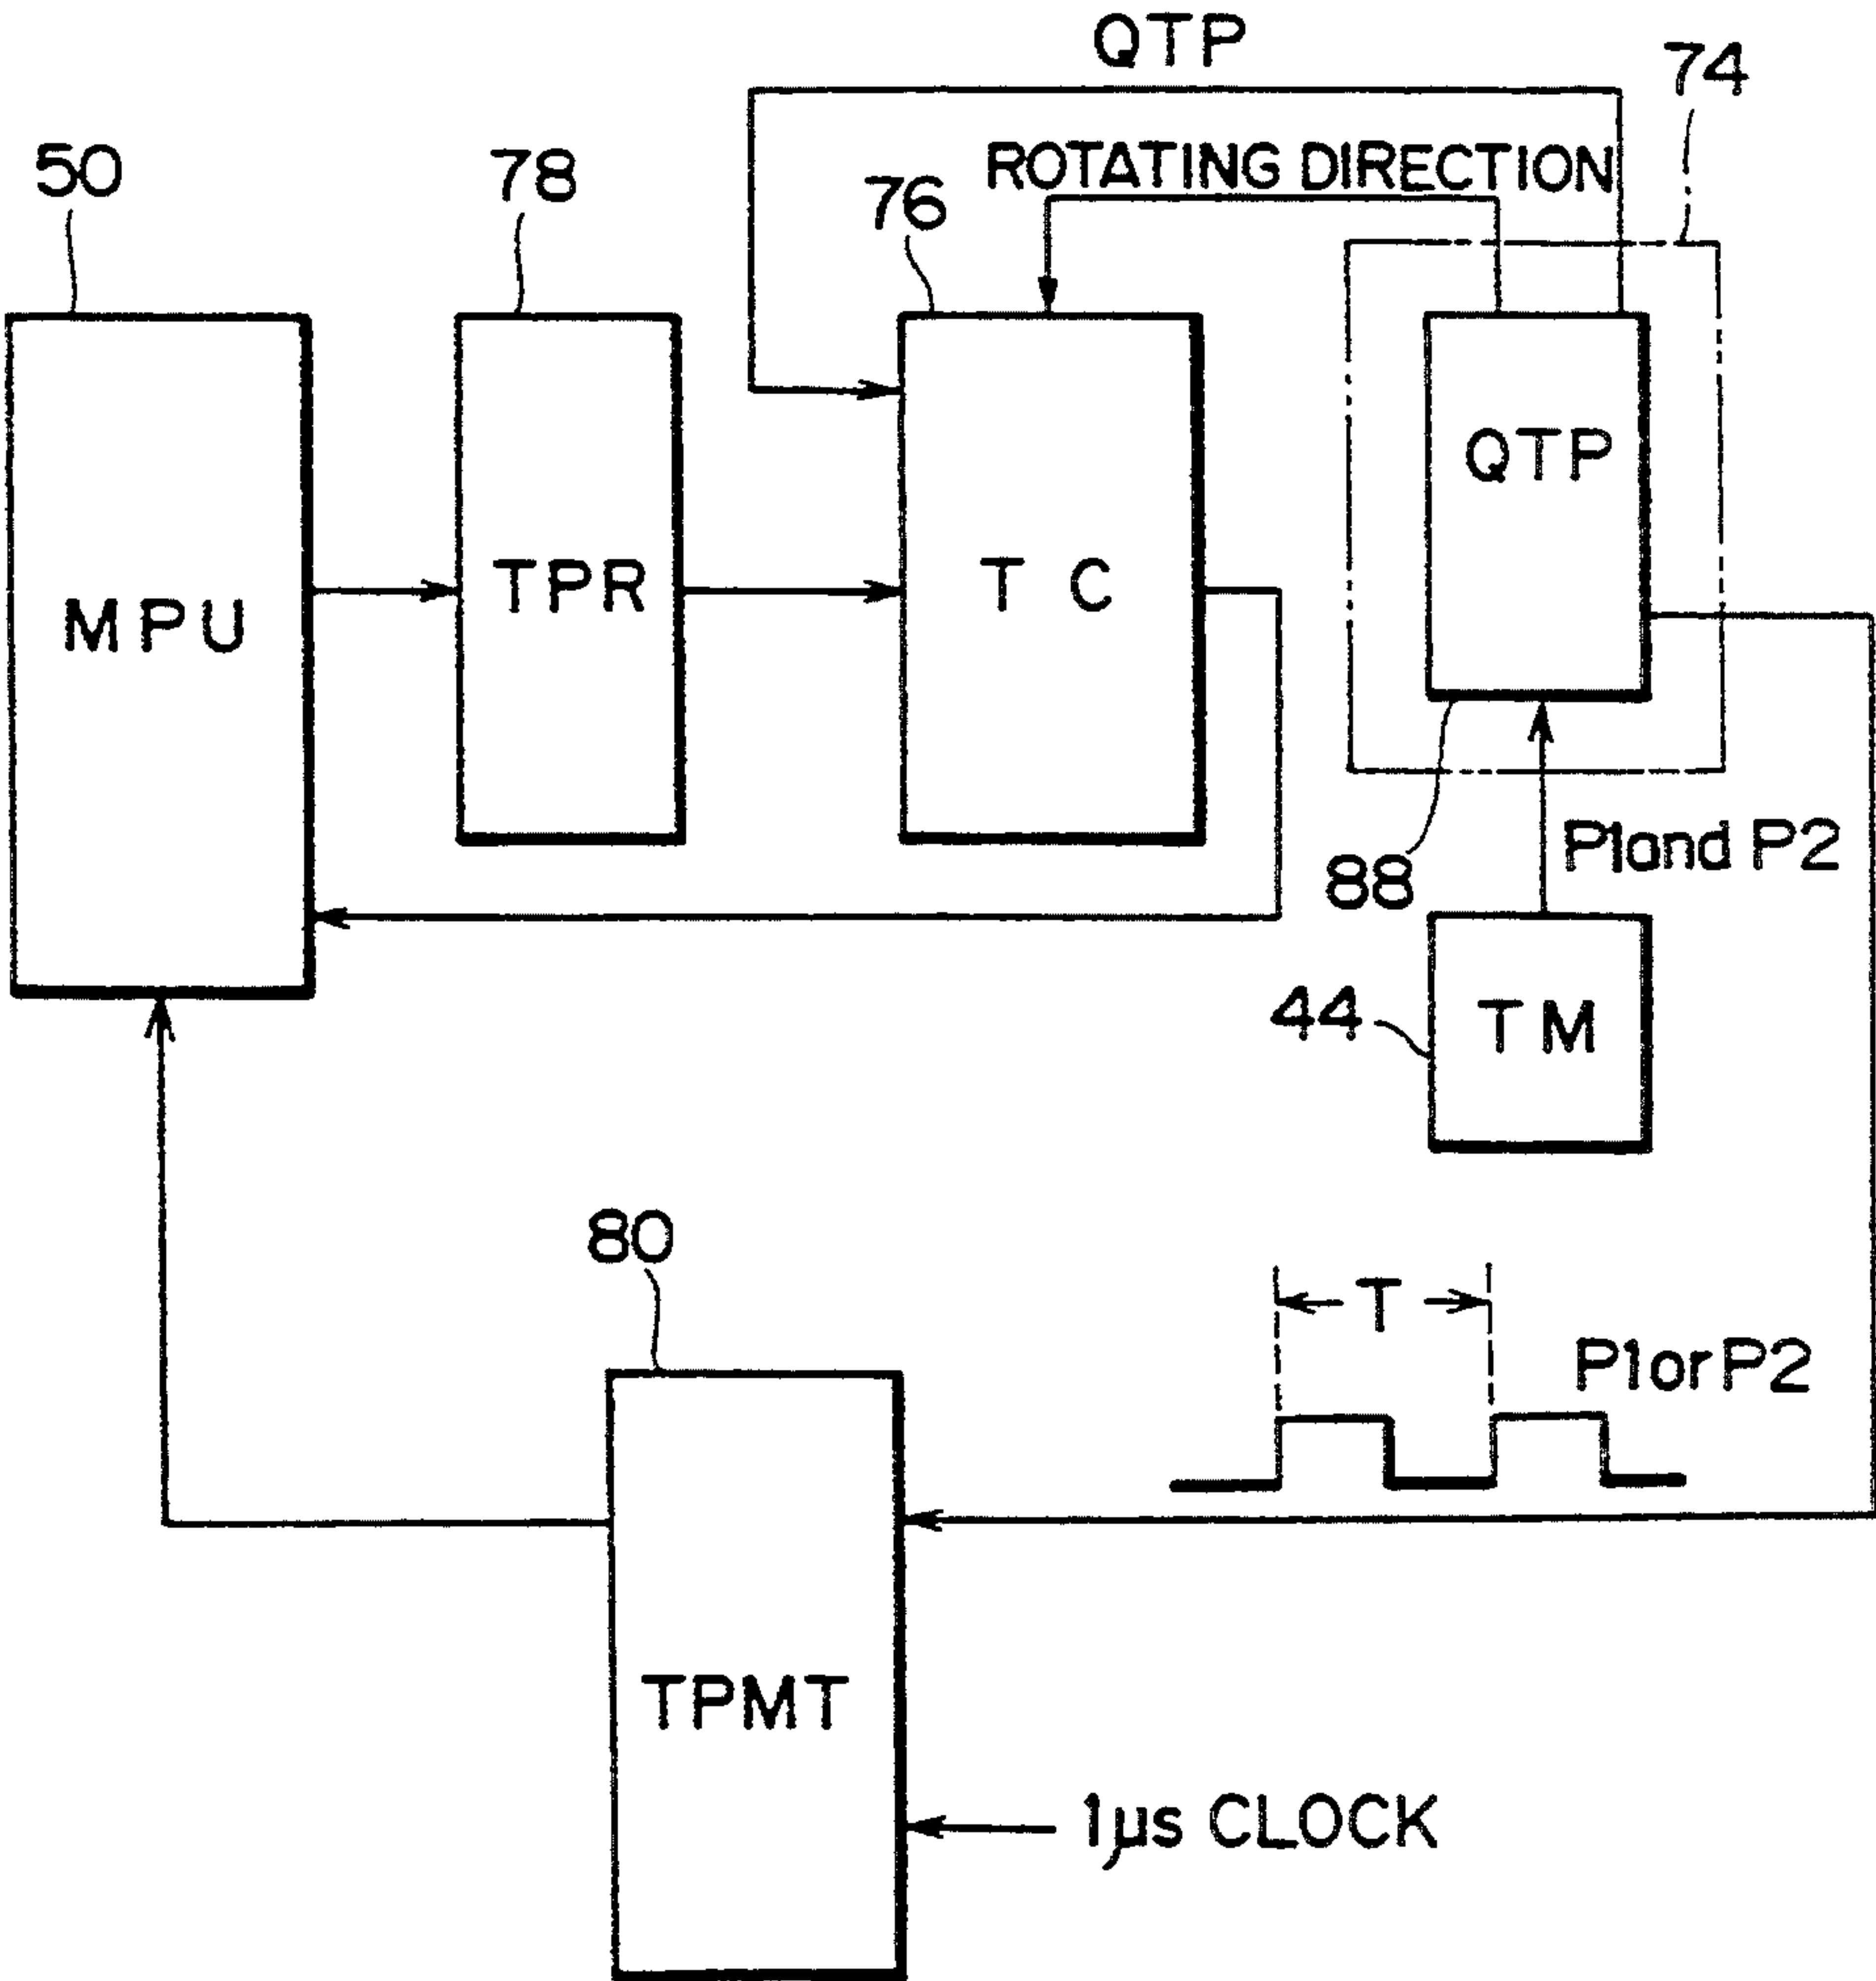 QTP
74
50
78
76
ROTATING DIRECTION
MPU
TPR
T C
QTP
88
P1and P2
44
TM
80
T
P1orP2
TPMT
1μs CLOCK